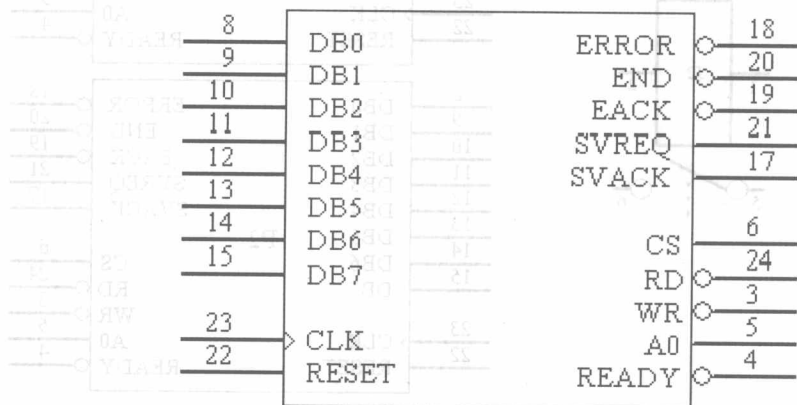 8 DB0
9 DB1
10 DB2
11 DB3
12 DB4
13 DB5
14 DB6
15 DB7
23 CLK
22 RESET
ERROR 18
END 20
EACK 19
SVREQ 21
SVACK 17
CS 6
RD 24
WR 3
A0 5
READY 4